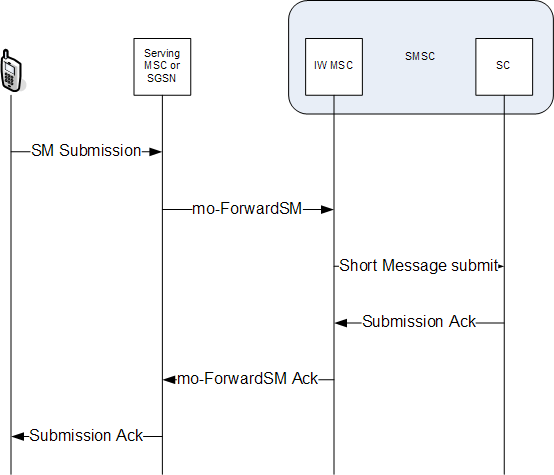 Serving
MSC or
SGSN
IW MSC
SMSC
SC
SM Submission
mo-ForwardSM
Short Message submit
Submission Ack
mo-ForwardSM Ack
Submission Ack